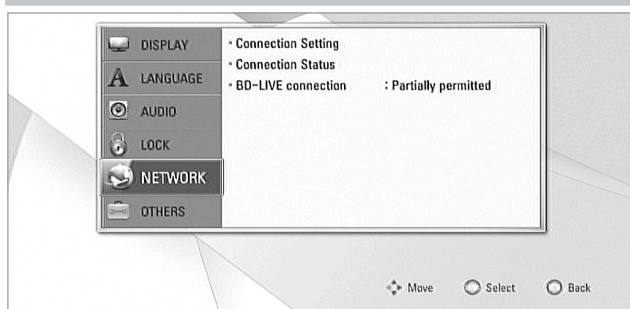 DISPLAY
LANGUAGE
AUDIO
LOCK
NETWORK
OTHERS
• Connection Setting
• Connection Status
• BD-LIVE connection : Partially permitted
Move Select Back